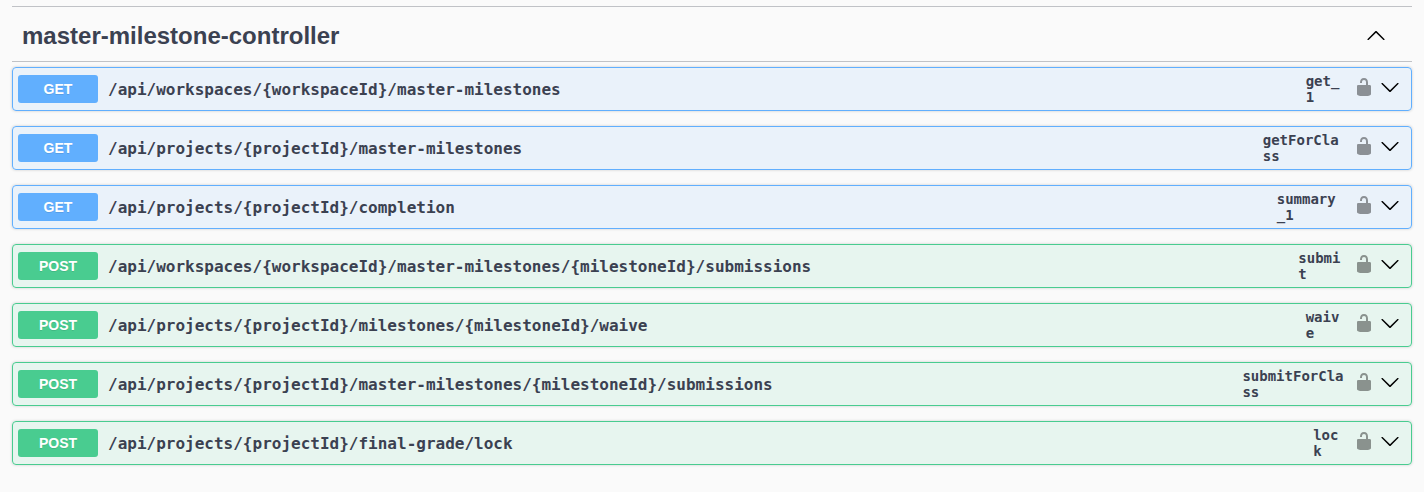 master-milestone-controller
GET /api/workspaces/{workspaceId}/master-milestones get_
1
GET /api/projects/{projectId}/master-milestones getForCla
ss
GET /api/projects/{projectId}/completion summary
_1
POST /api/workspaces/{workspaceId}/master-milestones/{milestoneId}/submissions submi
t
POST /api/projects/{projectId}/milestones/{milestoneId}/waive waiv
e
POST /api/projects/{projectId}/master-milestones/{milestoneId}/submissions submitForCla
ss
POST /api/projects/{projectId}/final-grade/lock loc
k